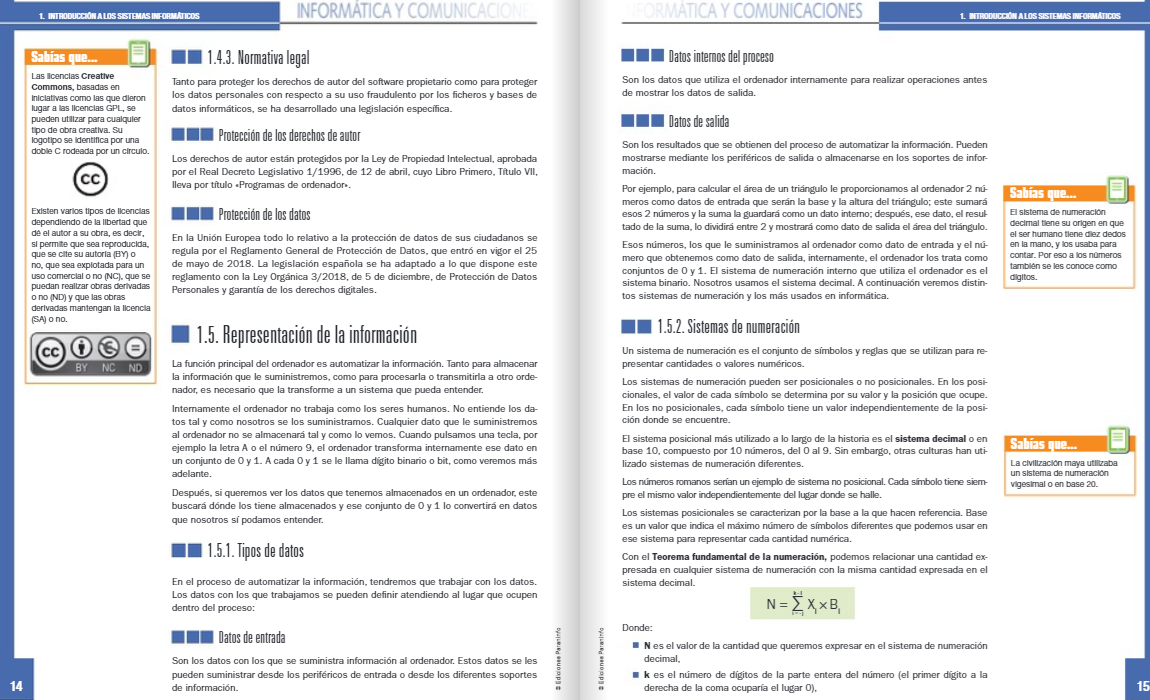 1. INTRODUCCIÓN A LOS SISTEMAS INFORMÁTICOS
INFORMÁTICA Y COMUNICACIONES
Sabías que...
Las licencias Creative
Commons, basadas en
iniciativas como las que dieron
lugar a las licencias GPL, se
pueden utilizar para cualquier
tipo de obra creativa. Su
logotipo se identifica por una
doble C rodeada por un círculo.
cc
Existen varios tipos de licencias
dependiendo de la libertad que
dé el autor a su obra, es decir,
si permite que sea reproducida,
que se cite su autoría (BY) o
no, que sea explotada para un
uso comercial o no (NC), que se
puedan realizar obras derivadas
o no (ND) y que las obras
derivadas mantengan la licencia
(SA) o no.
cc
BY NC ND
1.4.3. Normativa legal
Tanto para proteger los derechos de autor del software propietario como para proteger
los datos personales con respecto a su uso fraudulento por los ficheros y bases de
datos informáticos, se ha desarrollado una legislación específica.
Protección de los derechos de autor
Los derechos de autor están protegidos por la Ley de Propiedad Intelectual, aprobada
por el Real Decreto Legislativo 1/1996, de 12 de abril, cuyo Libro Primero, Título VII,
lleva por título «Programas de ordenador».
Protección de los datos
En la Unión Europea todo lo relativo a la protección de datos de sus ciudadanos se
regula por el Reglamento General de Protección de Datos, que entró en vigor el 25
de mayo de 2018. La legislación española se ha adaptado a lo que dispone este
reglamento con la Ley Orgánica 3/2018, de 5 de diciembre, de Protección de Datos
Personales y garantía de los derechos digitales.
1.5. Representación de la información
La función principal del ordenador es automatizar la información. Tanto para almacenar
la información que le suministremos, como para procesarla o transmitirla a otro orde-
nador, es necesario que la transforme a un sistema que pueda entender.
Internamente el ordenador no trabaja como los seres humanos. No entiende los da-
tos tal y como nosotros se los suministramos. Cualquier dato que le suministremos
al ordenador no se almacenará tal y como lo vemos. Cuando pulsamos una tecla, por
ejemplo la letra A o el número 9, el ordenador transforma internamente ese dato en
un conjunto de 0 y 1. A cada 0 y 1 se le llama dígito binario o bit, como veremos más
adelante.
Después, si queremos ver los datos que tenemos almacenados en un ordenador, este
buscará dónde los tiene almacenados y ese conjunto de 0 y 1 lo convertirá en datos
que nosotros sí podamos entender.
1.5.1. Tipos de datos
En el proceso de automatizar la información, tendremos que trabajar con los datos.
Los datos con los que trabajamos se pueden definir atendiendo al lugar que ocupen
dentro del proceso:
Datos de entrada
Son los datos con los que se suministra información al ordenador. Estos datos se les
pueden suministrar desde los periféricos de entrada o desde los diferentes soportes
de información.
© Ediciones Paraninfo
14
INFORMÁTICA Y COMUNICACIONES
1. INTRODUCCIÓN A LOS SISTEMAS INFORMÁTICOS
Datos internos del proceso
Son los datos que utiliza el ordenador internamente para realizar operaciones antes
de mostrar los datos de salida.
Datos de salida
Son los resultados que se obtienen del proceso de automatizar la información. Pueden
mostrarse mediante los periféricos de salida o almacenarse en los soportes de infor-
mación.
Por ejemplo, para calcular el área de un triángulo le proporcionamos al ordenador 2 nú-
meros como datos de entrada que serán la base y la altura del triángulo; este sumará
esos 2 números y la suma la guardará como un dato interno; después, ese dato, el resul-
tado de la suma, lo dividirá entre 2 y mostrará como dato de salida el área del triángulo.
Esos números, los que le suministramos al ordenador como dato de entrada y el nú-
mero que obtenemos como dato de salida, internamente, el ordenador los trata como
conjuntos de 0 y 1. El sistema de numeración interno que utiliza el ordenador es el
sistema binario. Nosotros usamos el sistema decimal. A continuación veremos distin-
tos sistemas de numeración y los más usados en informática.
1.5.2. Sistemas de numeración
Un sistema de numeración es el conjunto de símbolos y reglas que se utilizan para re-
presentar cantidades o valores numéricos.
Los sistemas de numeración pueden ser posicionales o no posicionales. En los posi-
cionales, el valor de cada símbolo se determina por su valor y la posición que ocupe.
En los no posicionales, cada símbolo tiene un valor independientemente de la posi-
ción donde se encuentre.
El sistema posicional más utilizado a lo largo de la historia es el sistema decimal o en
base 10, compuesto por 10 números, del 0 al 9. Sin embargo, otras culturas han uti-
lizado sistemas de numeración diferentes.
Los números romanos serían un ejemplo de sistema no posicional. Cada símbolo tiene siem-
pre el mismo valor independientemente del lugar donde se halle.
Los sistemas posicionales se caracterizan por la base a la que hacen referencia. Base
es un valor que indica el máximo número de símbolos diferentes que podemos usar en
ese sistema para representar cada cantidad numérica.
Con el Teorema fundamental de la numeración, podemos relacionar una cantidad ex-
presada en cualquier sistema de numeración con la misma cantidad expresada en el
sistema decimal.
N = ∑ Xi × Bi
Donde:
N es el valor de la cantidad que queremos expresar en el sistema de numeración
decimal,
k es el número de dígitos de la parte entera del número (el primer dígito a la
derecha de la coma ocuparía el lugar 0),
Sabías que...
El sistema de numeración
decimal tiene su origen en que
el ser humano tiene diez dedos
en la mano, y los usaba para
contar. Por eso a los números
también se les conoce como
dígitos.
Sabías que...
La civilización maya utilizaba
un sistema de numeración
vigesimal o en base 20.
© Ediciones Paraninfo
15